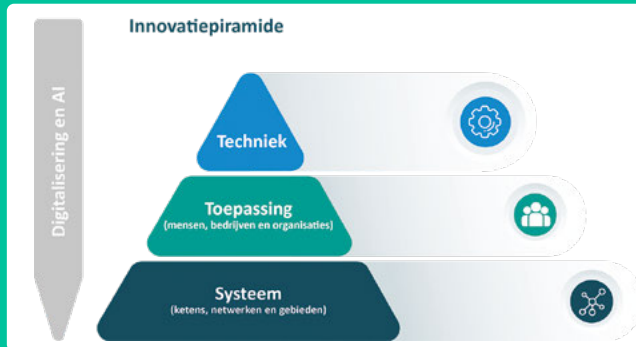 Innovatiepiramide
Digitalisering en AI
Techniek
Toepassing
(mensen, bedrijven en organisaties)
Systeem
(ketens, netwerken en gebieden)